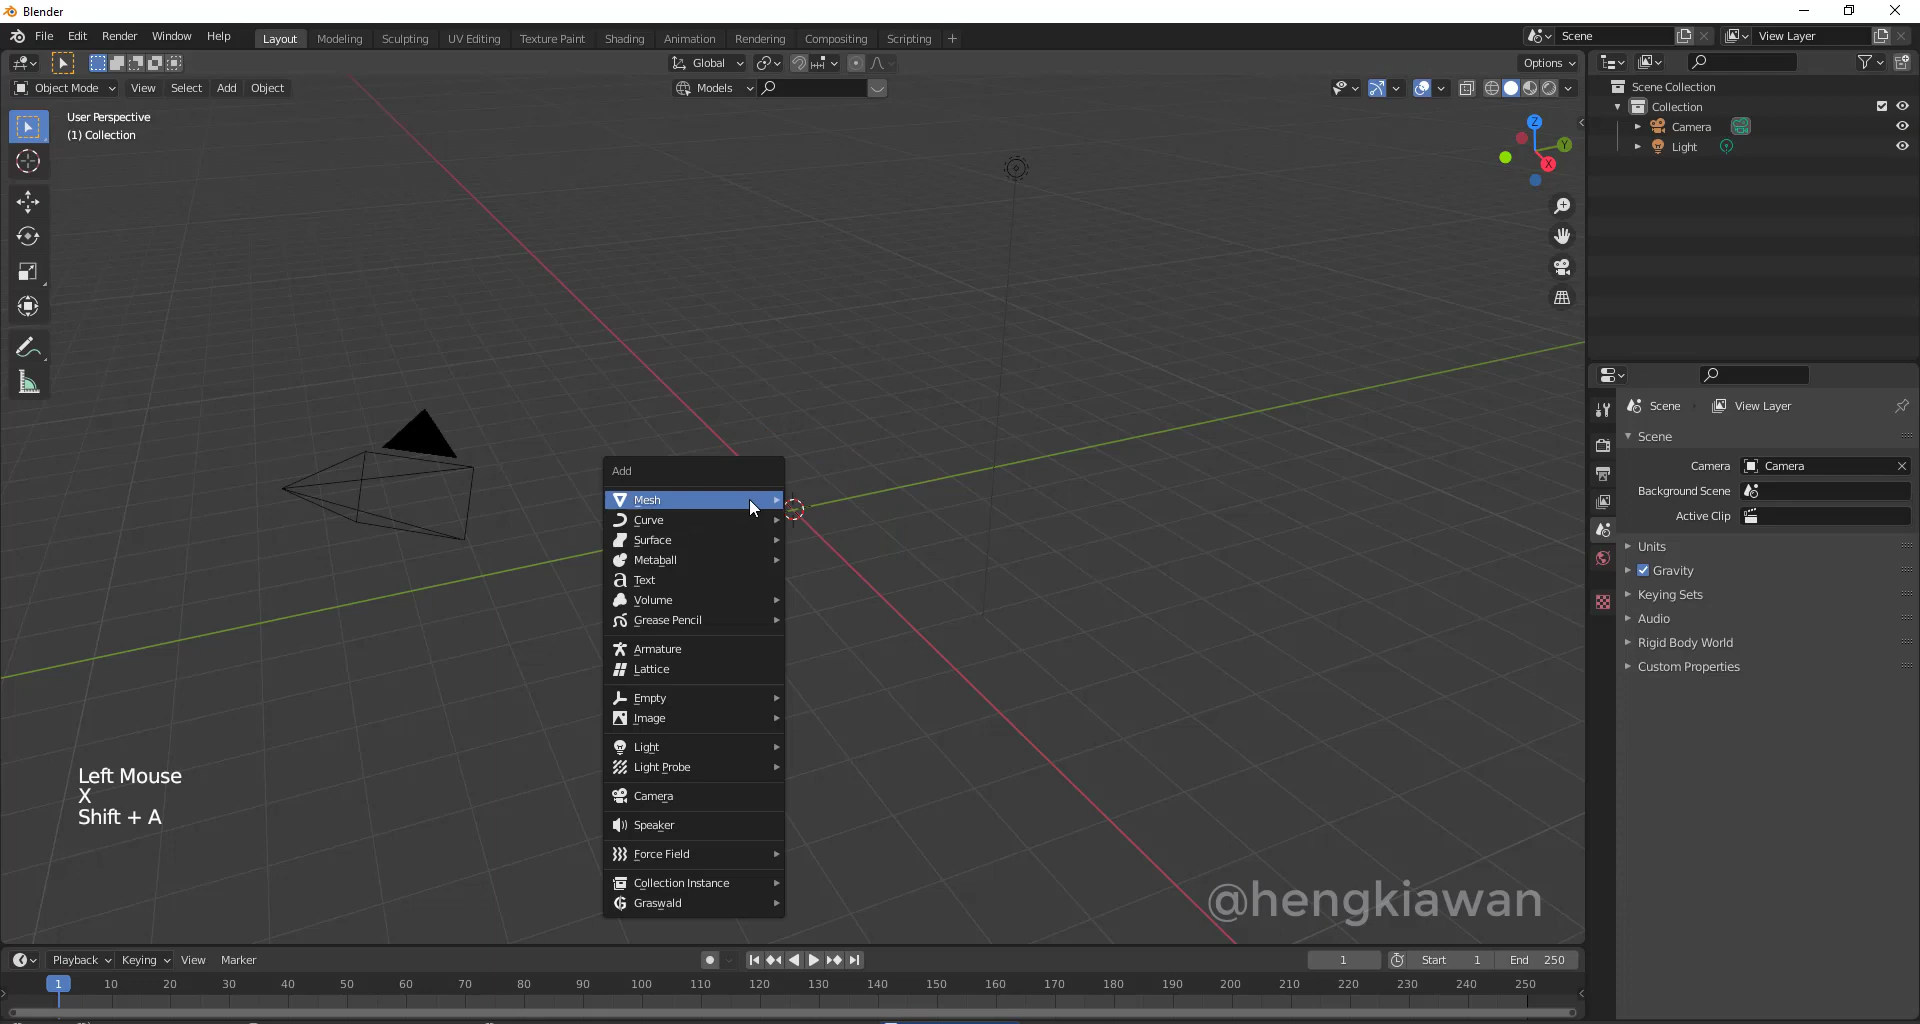 Blender
File Edit Render Window Help Layout Modeling Sculpting UV Editing Texture Paint Shading Animation Rendering Compositing Scripting + Scene View Layer
Global Options
Object Mode View Select Add Object Models
User Perspective
(1) Collection
Z
Y
X
Scene Collection
Collection
Camera
Light
Scene View Layer
Scene
Camera Camera
Background Scene
Active Clip
Units
Gravity
Keying Sets
Audio
Rigid Body World
Custom Properties
Add
Mesh
Curve
Surface
Metaball
Text
Volume
Grease Pencil
Armature
Lattice
Empty
Image
Light
Light Probe
Camera
Speaker
Force Field
Collection Instance
Graswald
Left Mouse
X
Shift + A
@hengkiawan
Playback Keying View Marker 1 Start 1 End 250
1 10 20 30 40 50 60 70 80 90 100 110 120 130 140 150 160 170 180 190 200 210 220 230 240 250